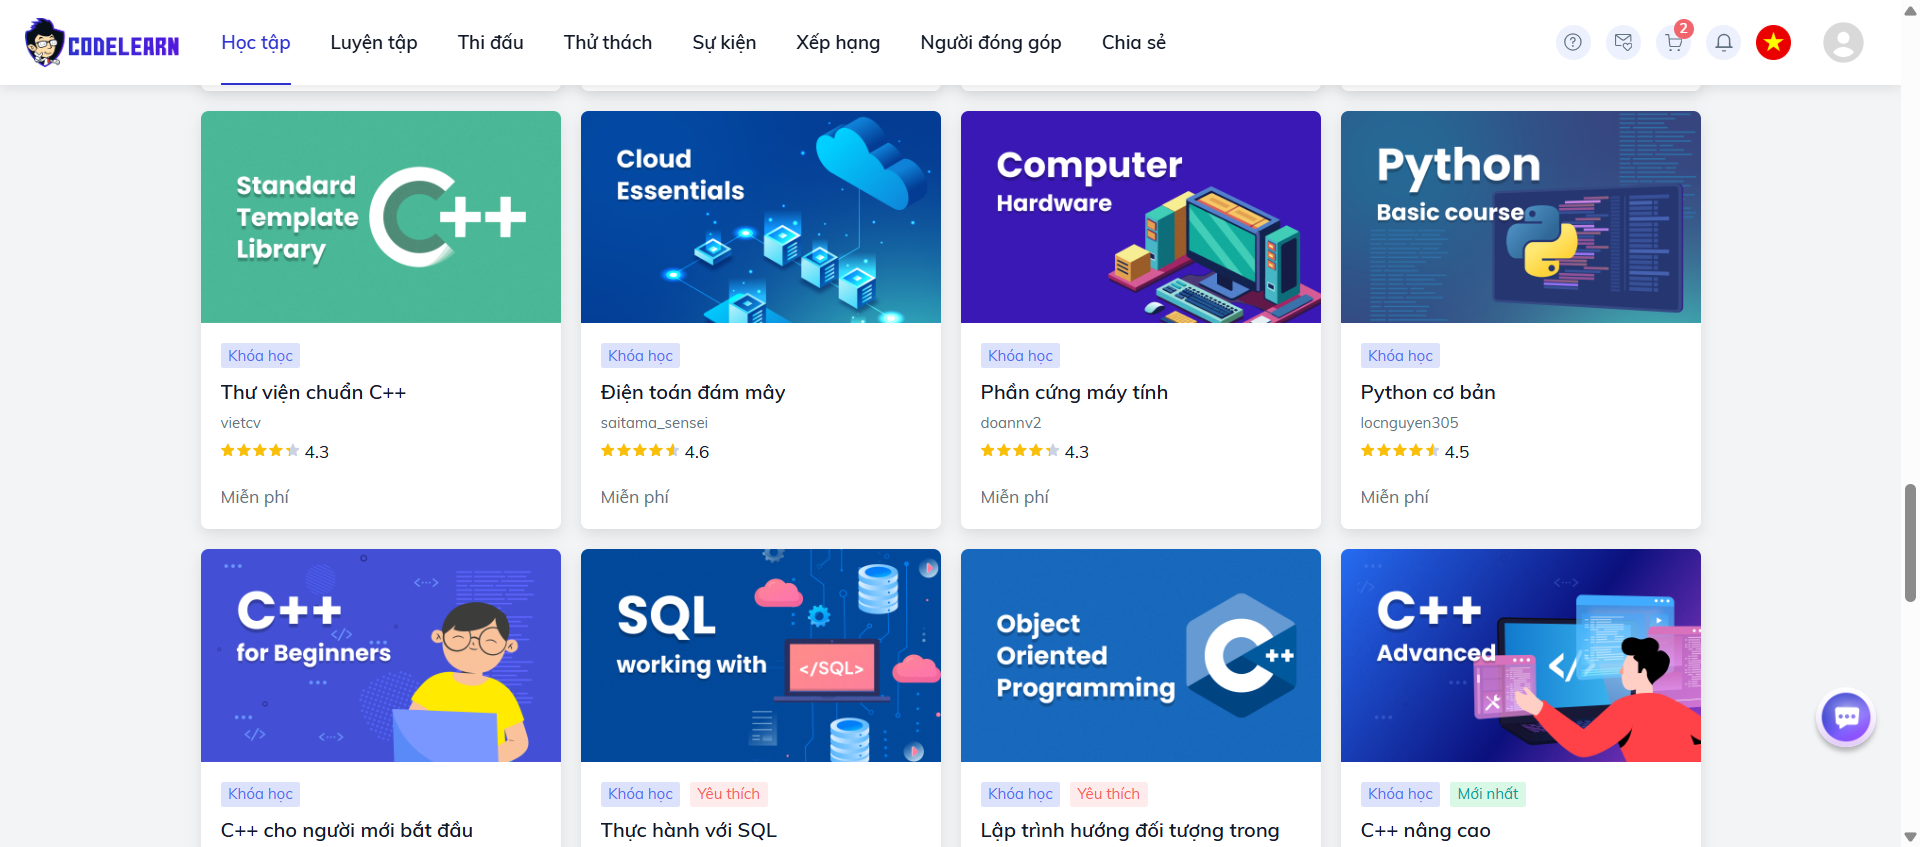 CODELEARN
Học tập
Luyện tập
Thi đấu
Thử thách
Sự kiện
Xếp hạng
Người đóng góp
Chia sẻ
2
Standard
Template
Library
C++
Cloud
Essentials
Computer
Hardware
Python
Basic course
Khóa học
Thư viện chuẩn C++
vietcv
4.3
Miễn phí
Khóa học
Điện toán đám mây
saitama_sensei
4.6
Miễn phí
Khóa học
Phần cứng máy tính
doannv2
4.3
Miễn phí
Khóa học
Python cơ bản
locnguyen305
4.5
Miễn phí
C++
for Beginners
SQL
working with
</SQL>
Object
Oriented
Programming
C++
C++
Advanced
</
Khóa học
C++ cho người mới bắt đầu
Khóa học Yêu thích
Thực hành với SQL
Khóa học Yêu thích
Lập trình hướng đối tượng trong
Khóa học Mới nhất
C++ nâng cao